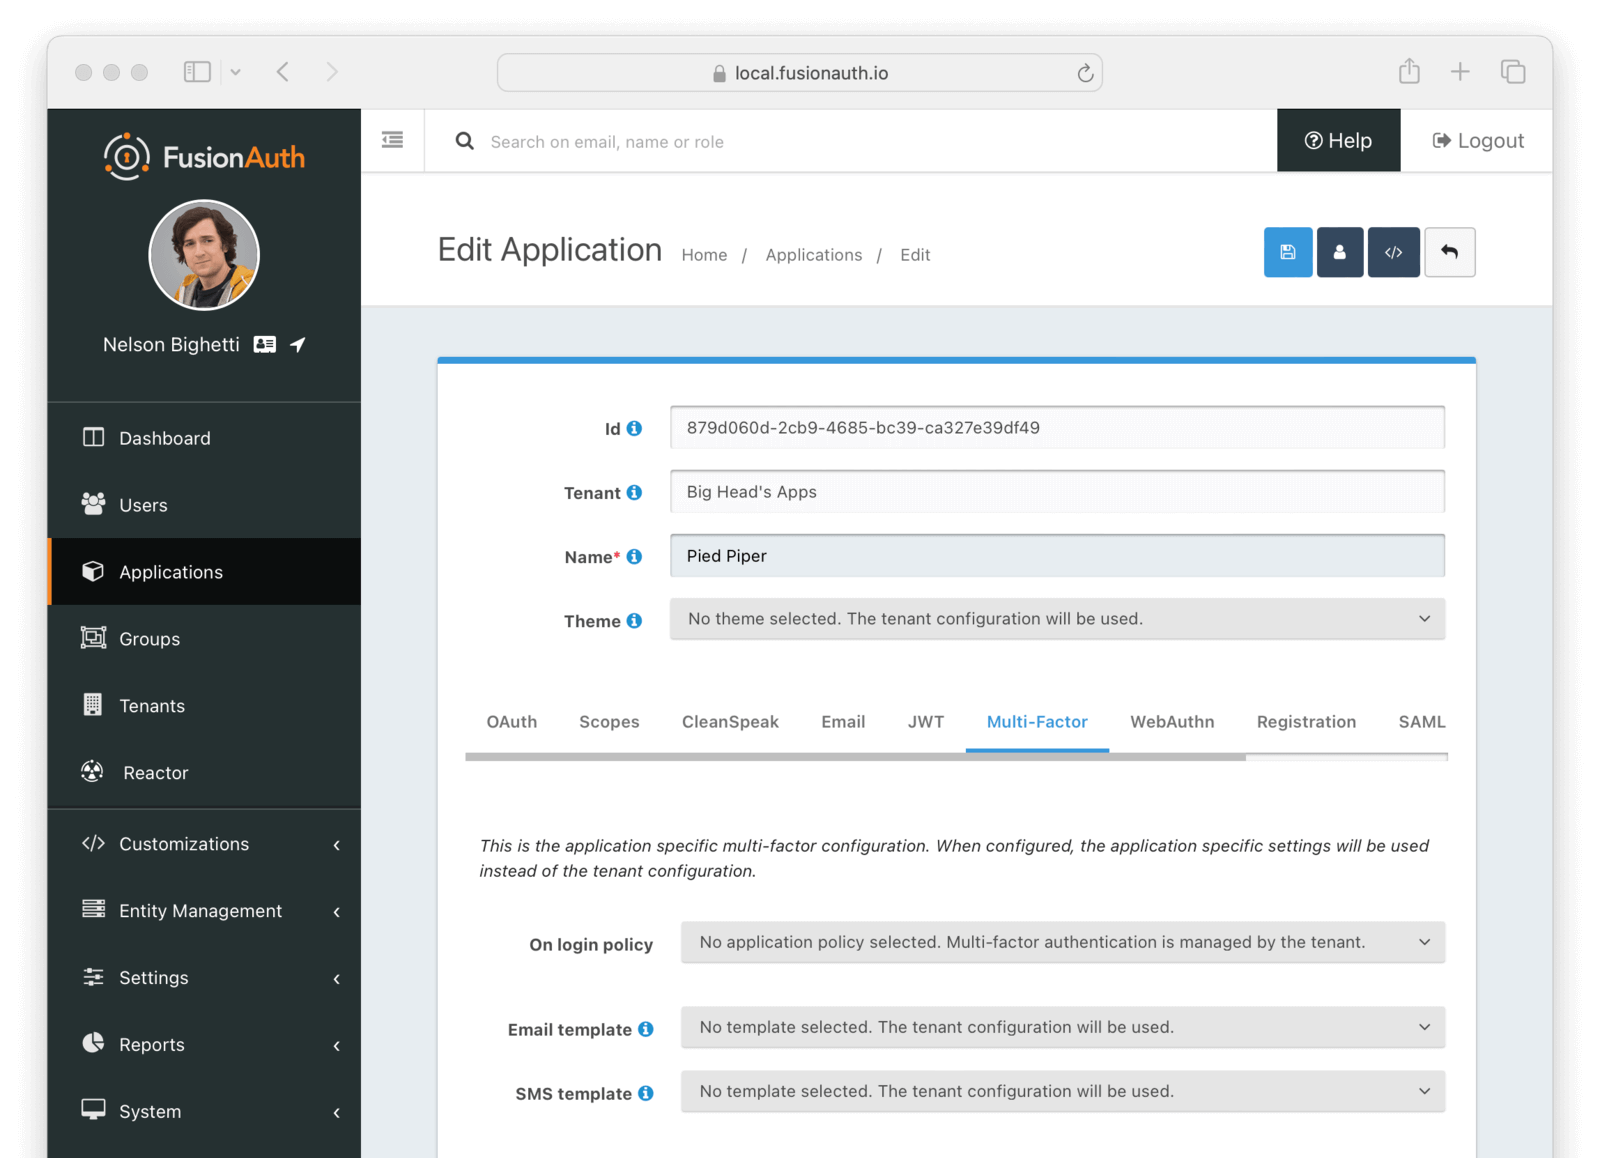 local.fusionauth.io
FusionAuth
Search on email, name or role
Help
Logout
Nelson Bighetti
Edit Application
Home / Applications / Edit
Dashboard
Users
Applications
Groups
Tenants
Reactor
Customizations
Entity Management
Settings
Reports
System
Id
879d060d-2cb9-4685-bc39-ca327e39df49
Tenant
Big Head's Apps
Name*
Pied Piper
Theme
No theme selected. The tenant configuration will be used.
OAuth Scopes CleanSpeak Email JWT Multi-Factor WebAuthn Registration SAML
This is the application specific multi-factor configuration. When configured, the application specific settings will be used
instead of the tenant configuration.
On login policy
No application policy selected. Multi-factor authentication is managed by the tenant.
Email template
No template selected. The tenant configuration will be used.
SMS template
No template selected. The tenant configuration will be used.